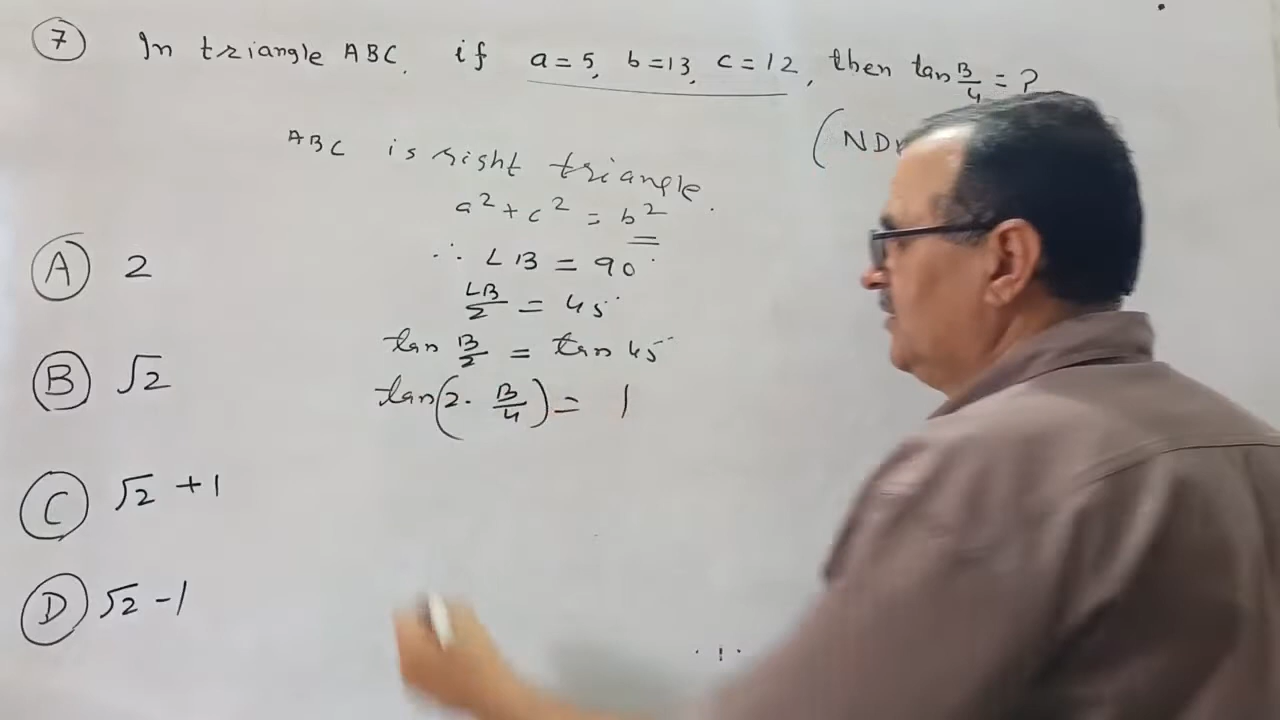 7 In triangle ABC, if a = 5, b = 13, c = 12, then tan B/4 = ?
ABC is right triangle.
a² + c² = b²
∴ ∠B = 90°
∠B/2 = 45°
tan B/2 = tan 45°
tan(2 · B/4) = 1
A 2
B √2
C √2 + 1
D √2 - 1